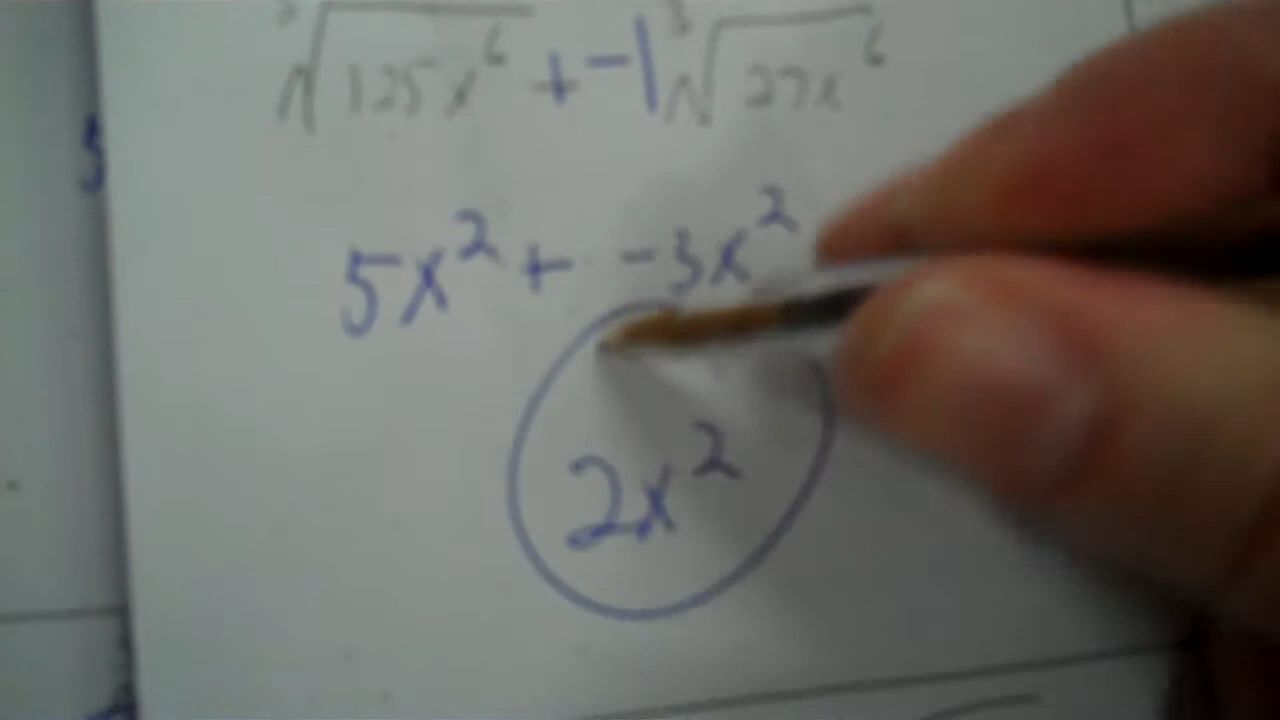 ∛125x⁶ + -1 ∛27x⁶
5x² + -3x²
2x²